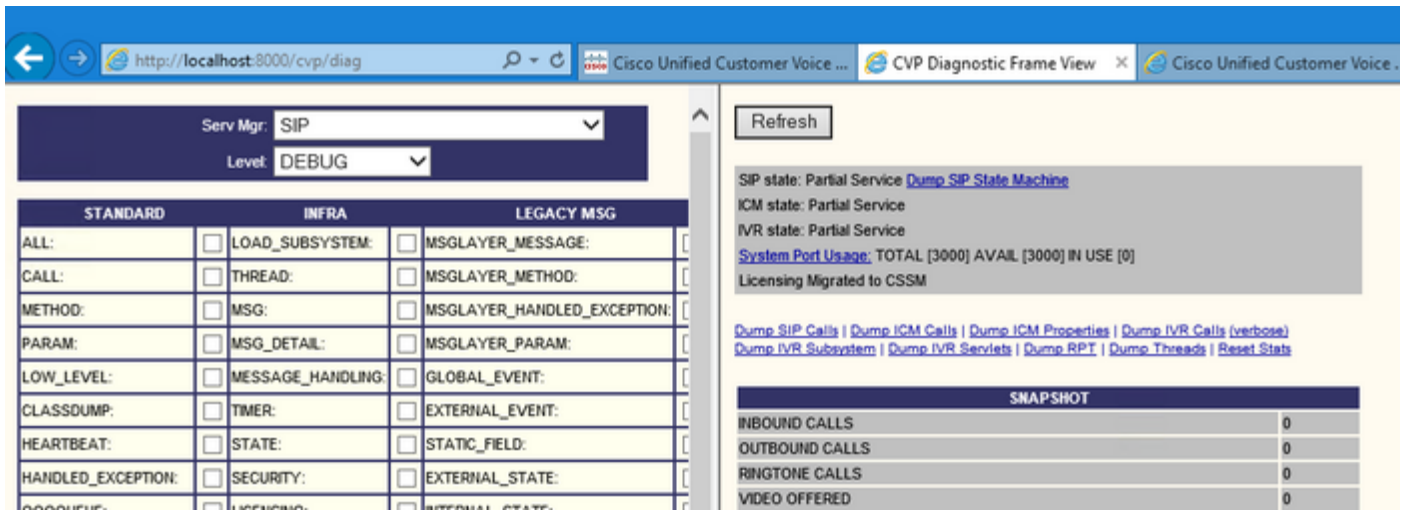 http://localhost:8000/cvp/diag
Cisco Unified Customer Voice ...
CVP Diagnostic Frame View
Cisco Unified Customer Voice .
Serv Mgr: SIP
Level: DEBUG
STANDARD INFRA LEGACY MSG
ALL: LOAD_SUBSYSTEM: MSGLAYER_MESSAGE:
CALL: THREAD: MSGLAYER_METHOD:
METHOD: MSG: MSGLAYER_HANDLED_EXCEPTION:
PARAM: MSG_DETAIL: MSGLAYER_PARAM:
LOW_LEVEL: MESSAGE_HANDLING: GLOBAL_EVENT:
CLASSDUMP: TIMER: EXTERNAL_EVENT:
HEARTBEAT: STATE: STATIC_FIELD:
HANDLED_EXCEPTION: SECURITY: EXTERNAL_STATE:
Refresh
SIP state: Partial Service Dump SIP State Machine
ICM state: Partial Service
IVR state: Partial Service
System Port Usage: TOTAL [3000] AVAIL [3000] IN USE [0]
Licensing Migrated to CSSM
Dump SIP Calls | Dump ICM Calls | Dump ICM Properties | Dump IVR Calls (verbose)
Dump IVR Subsystem | Dump IVR Servlets | Dump RPT | Dump Threads | Reset Stats
SNAPSHOT
INBOUND CALLS 0
OUTBOUND CALLS 0
RINGTONE CALLS 0
VIDEO OFFERED 0